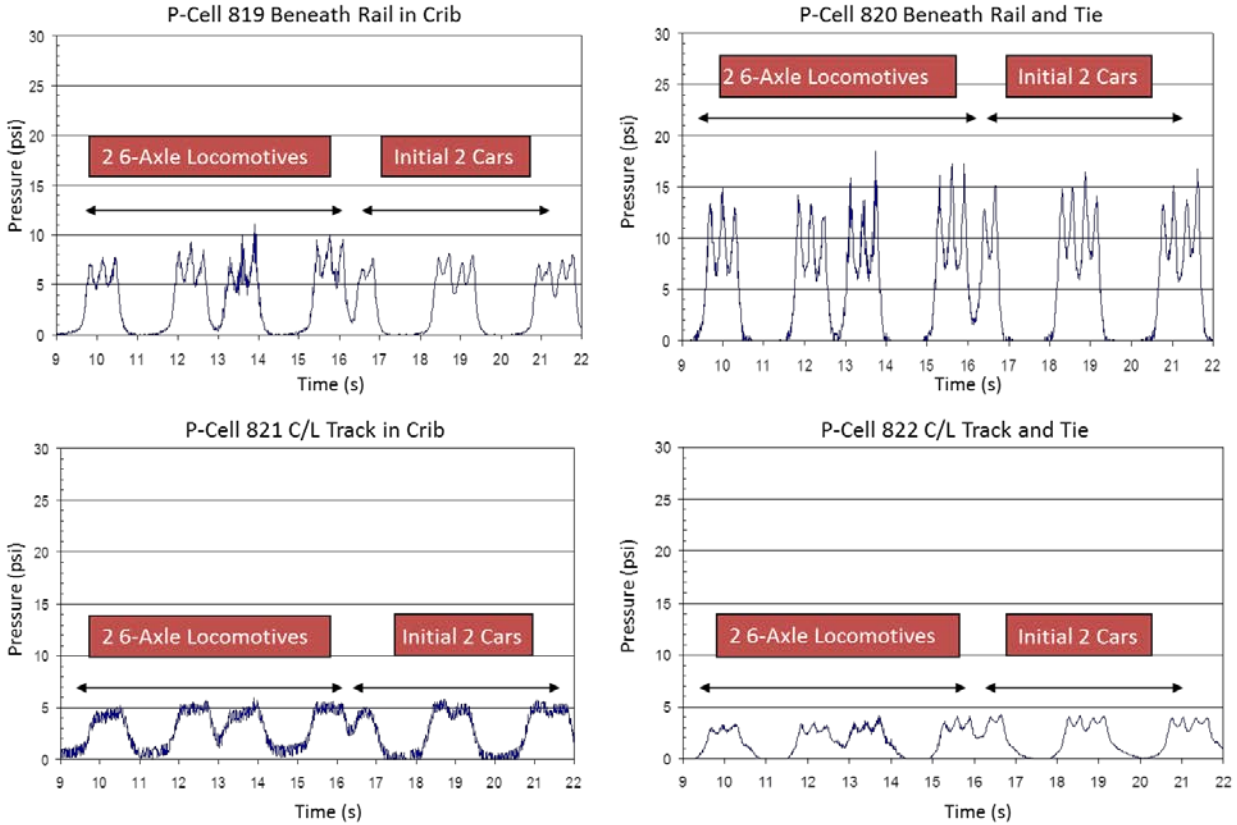 P-Cell 819 Beneath Rail in Crib
30
25
20
15
10
5
0
Pressure (psi)
2 6-Axle Locomotives
Initial 2 Cars
9 10 11 12 13 14 15 16 17 18 19 20 21 22
Time (s)
P-Cell 820 Beneath Rail and Tie
30
25
20
15
10
5
0
Pressure (psi)
2 6-Axle Locomotives
Initial 2 Cars
9 10 11 12 13 14 15 16 17 18 19 20 21 22
Time (s)
P-Cell 821 C/L Track in Crib
30
25
20
15
10
5
0
Pressure (psi)
2 6-Axle Locomotives
Initial 2 Cars
9 10 11 12 13 14 15 16 17 18 19 20 21 22
Time (s)
P-Cell 822 C/L Track and Tie
30
25
20
15
10
5
0
Pressure (psi)
2 6-Axle Locomotives
Initial 2 Cars
9 10 11 12 13 14 15 16 17 18 19 20 21 22
Time (s)